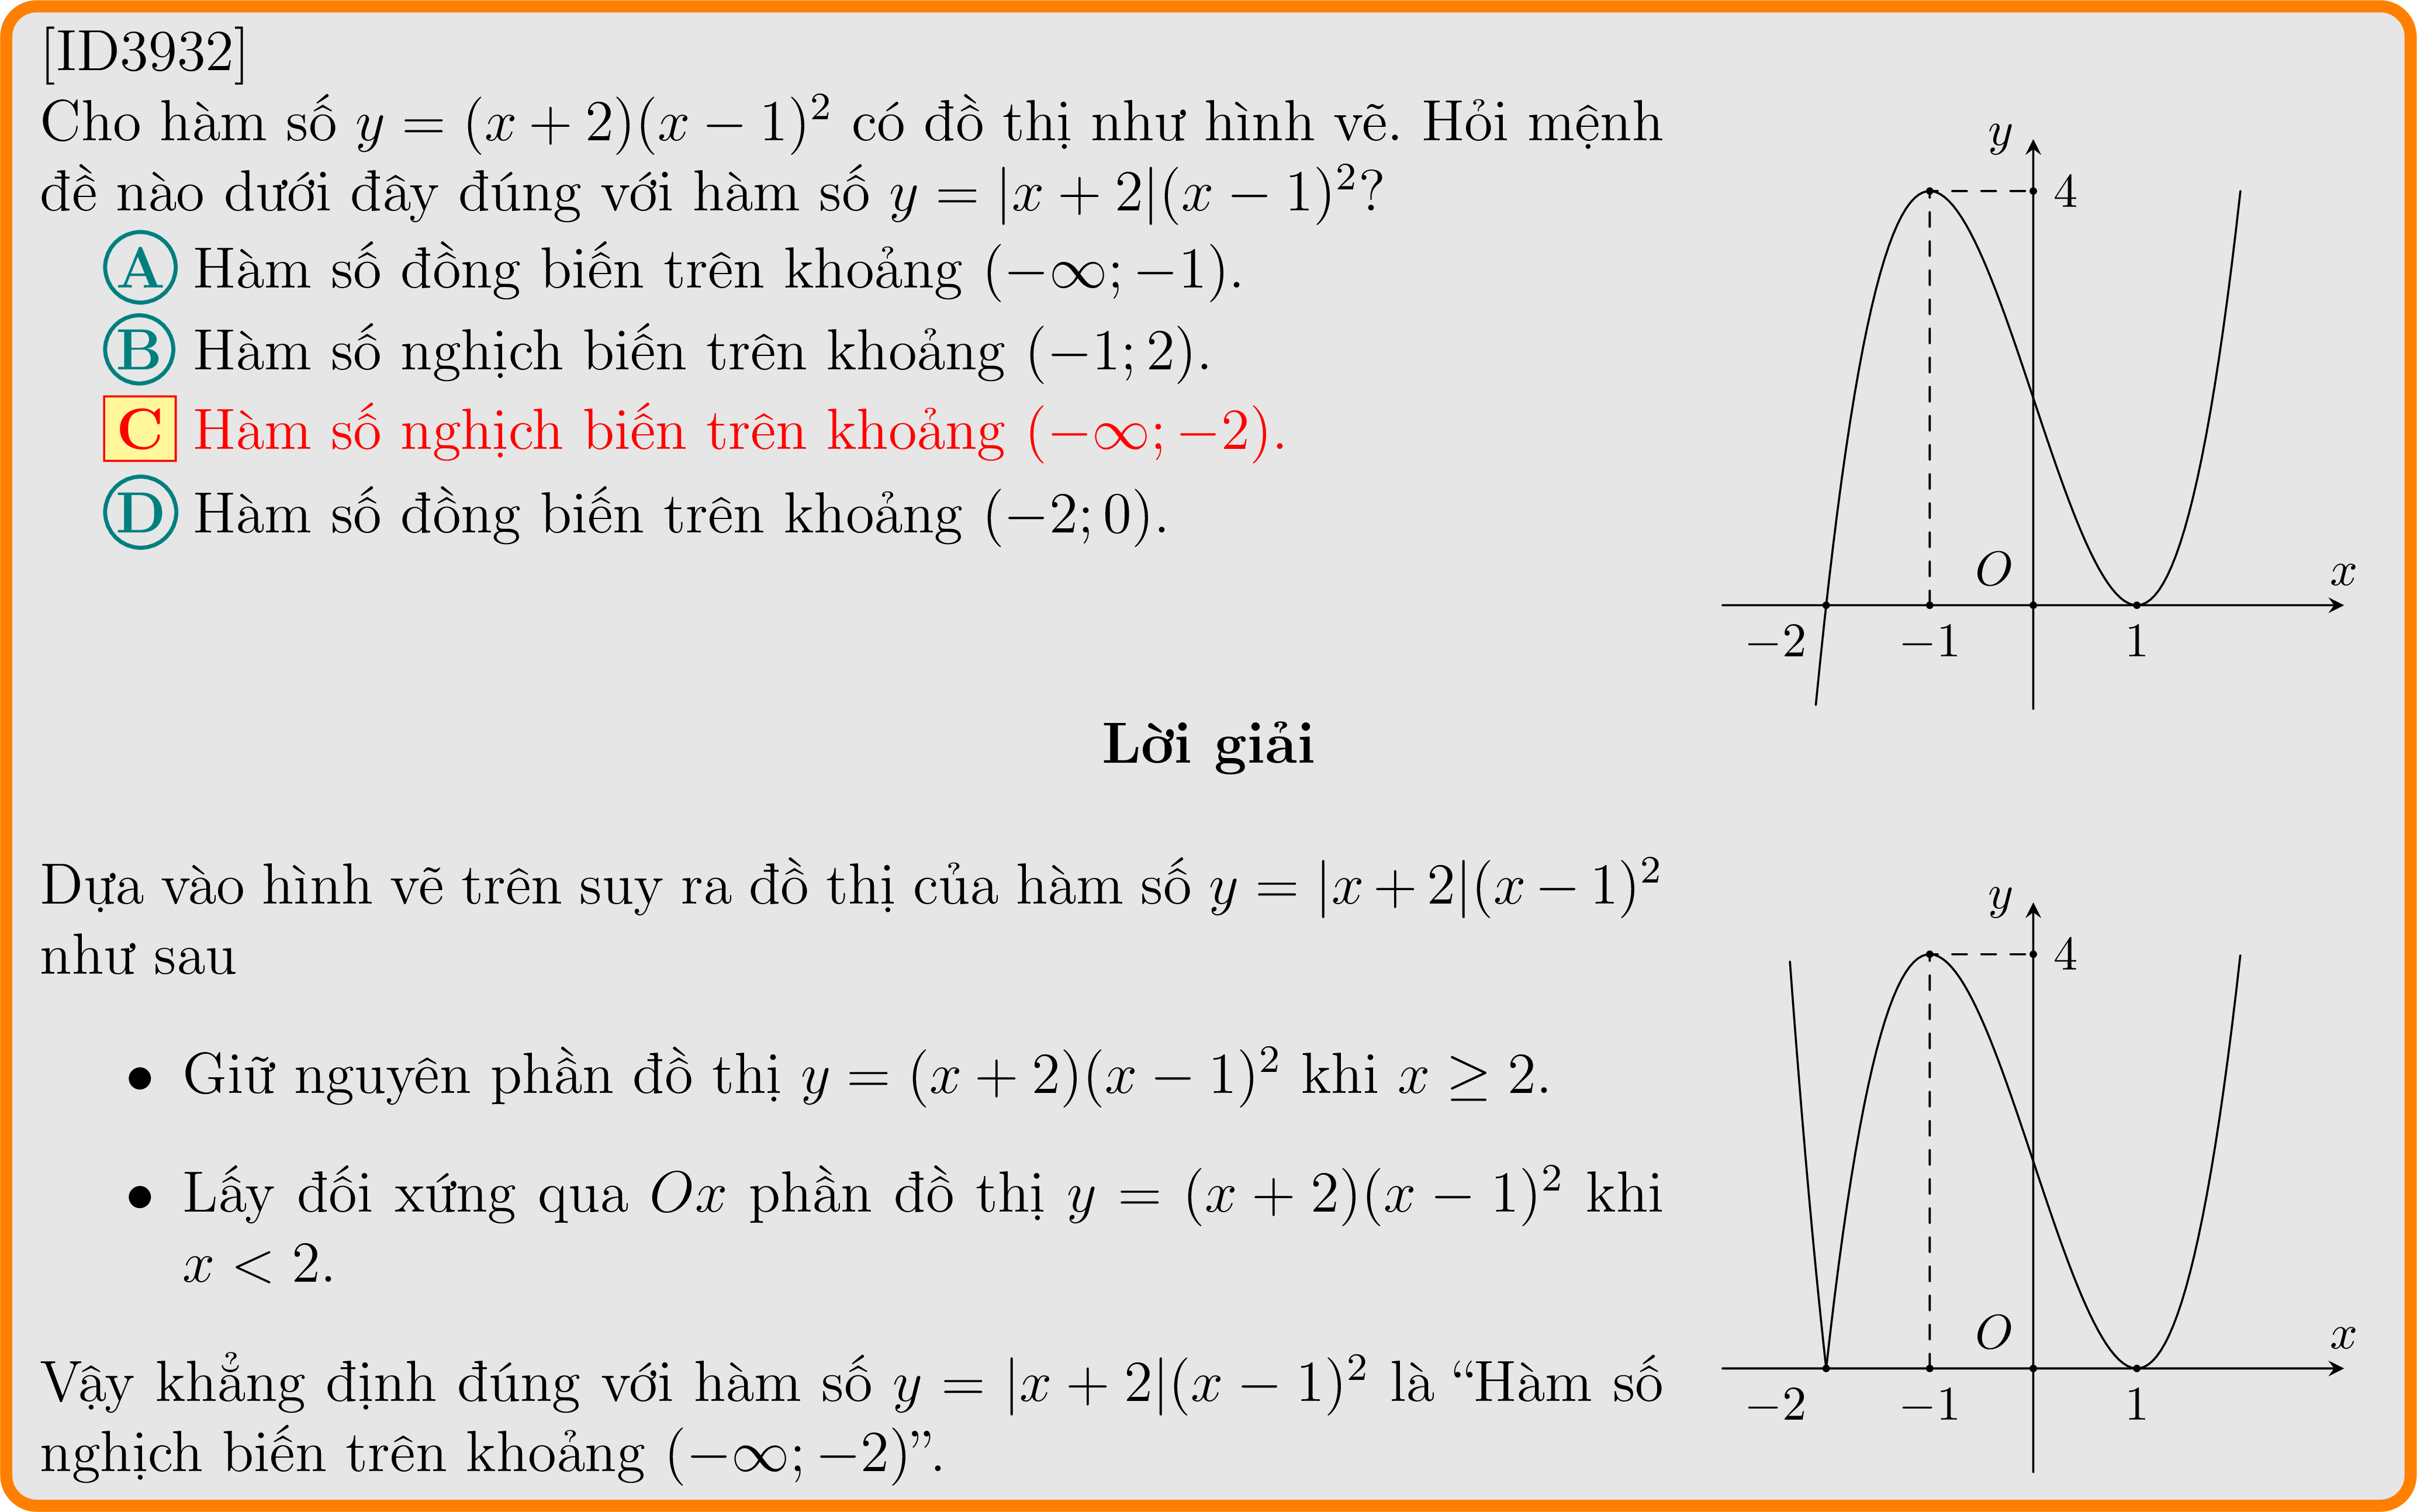 [ID3932]
Cho hàm số y = (x + 2)(x − 1)² có đồ thị như hình vẽ. Hỏi mệnh
đề nào dưới đây đúng với hàm số y = |x + 2|(x − 1)²?
A Hàm số đồng biến trên khoảng (−∞; −1).
B Hàm số nghịch biến trên khoảng (−1; 2).
C Hàm số nghịch biến trên khoảng (−∞; −2).
D Hàm số đồng biến trên khoảng (−2; 0).
y
4
O
x
−2
−1
1
Lời giải
Dựa vào hình vẽ trên suy ra đồ thị của hàm số y = |x + 2|(x − 1)²
như sau
• Giữ nguyên phần đồ thị y = (x + 2)(x − 1)² khi x ≥ 2.
• Lấy đối xứng qua Ox phần đồ thị y = (x + 2)(x − 1)² khi
x < 2.
Vậy khẳng định đúng với hàm số y = |x + 2|(x − 1)² là “Hàm số
nghịch biến trên khoảng (−∞; −2)”.
y
4
O
x
−2
−1
1